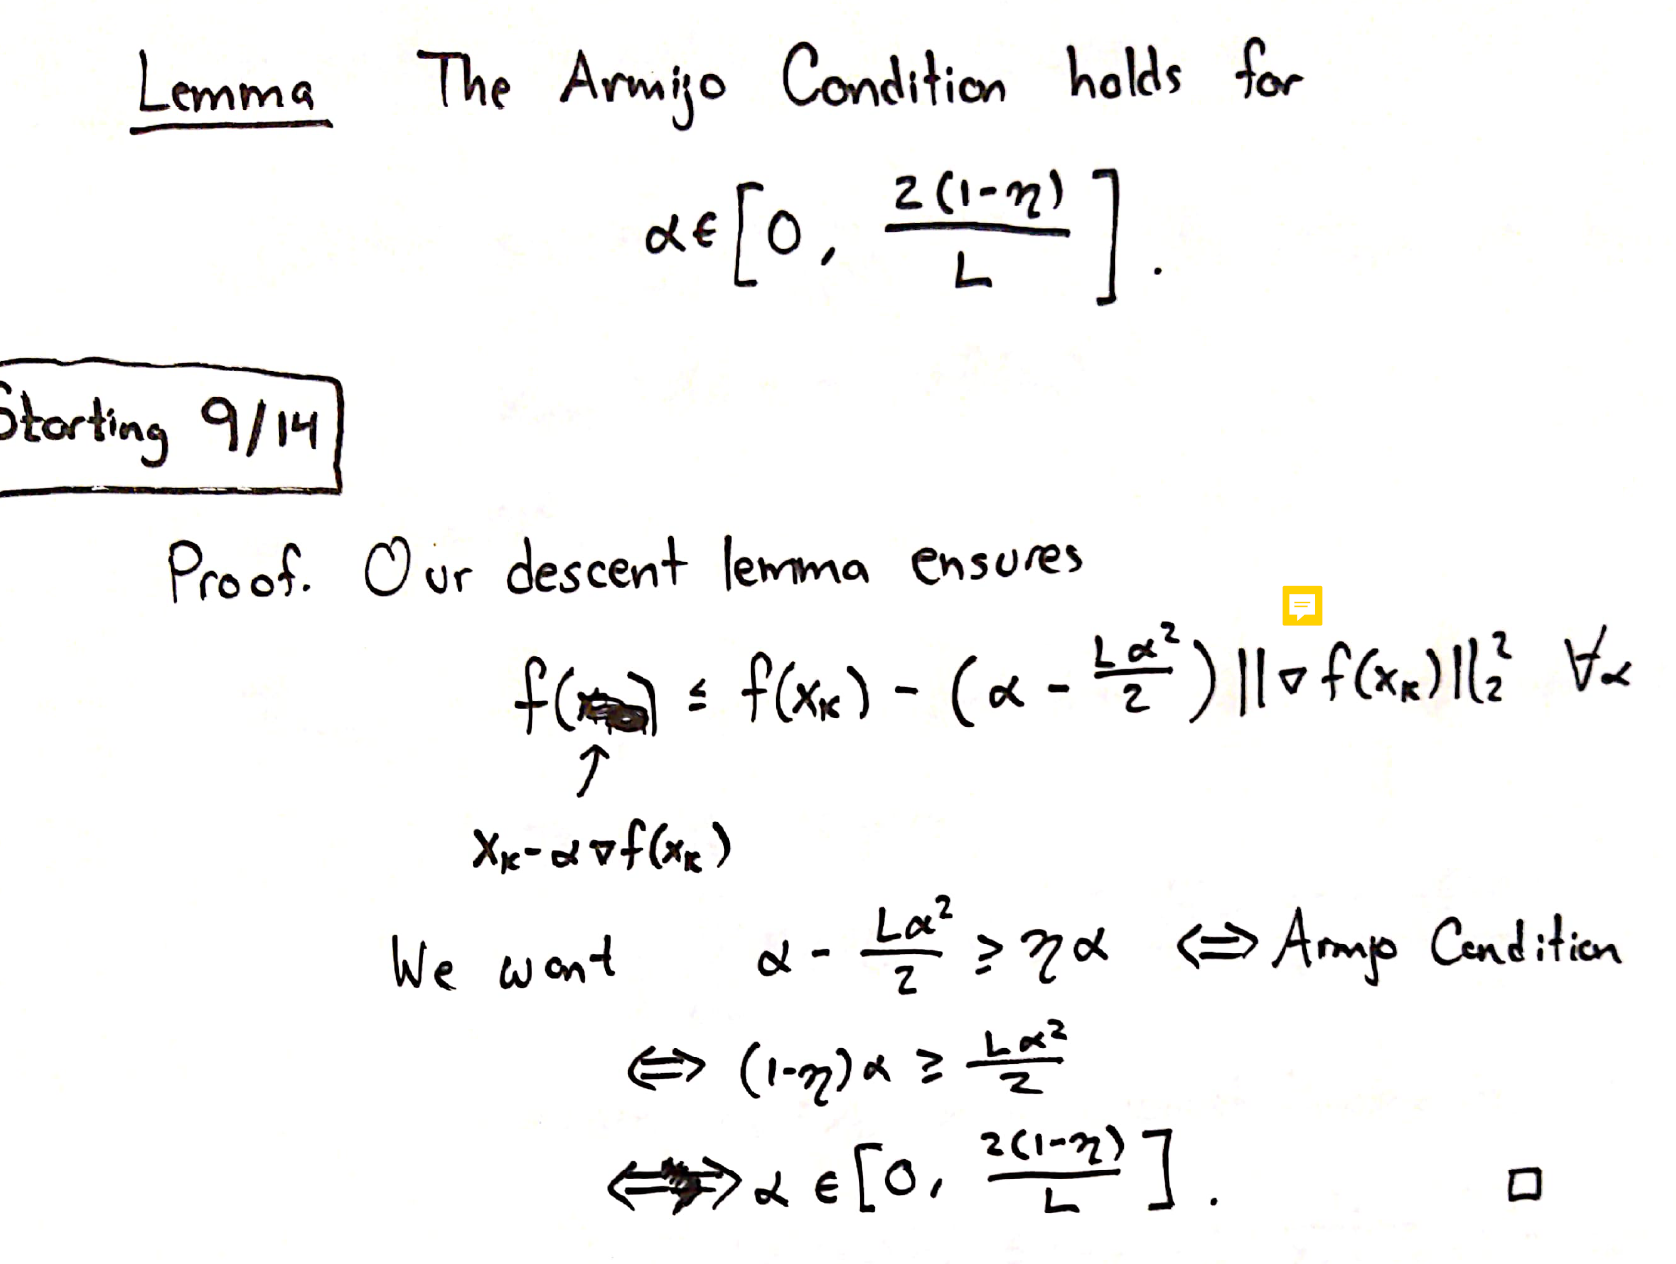 Lemma The Armijo Condition holds for
α∈[0, 2(1-η)/L].
Starting 9/14
Proof. Our descent lemma ensures
f( ) ≤ f(xₖ) - (α - Lα²/2) ||∇f(xₖ)||₂² ∀α
↑
xₖ - α∇f(xₖ)
We want α - Lα²/2 ≥ ηα ⟺ Armijo Condition
⟺ (1-η)α ≥ Lα²/2
⟺ α ∈ [0, 2(1-η)/L]. □